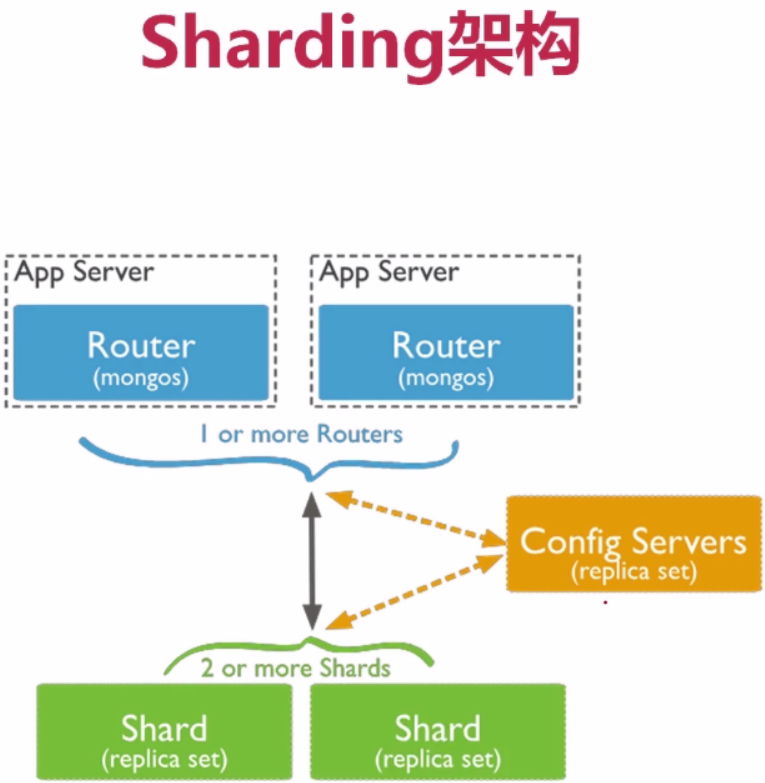 Sharding架构
App Server
App Server
Router
(mongos)
Router
(mongos)
1 or more Routers
Config Servers
(replica set)
2 or more Shards
Shard
(replica set)
Shard
(replica set)